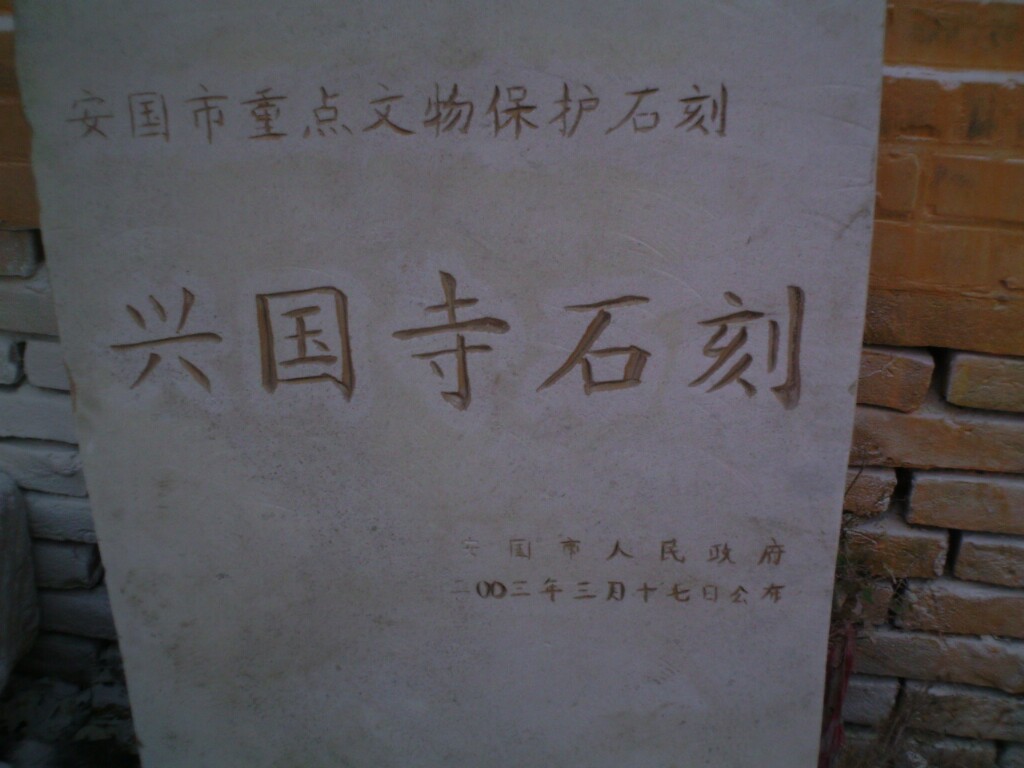 安国市重点文物保护石刻
兴国寺石刻
安国市人民政府
二00三年三月十七日公布